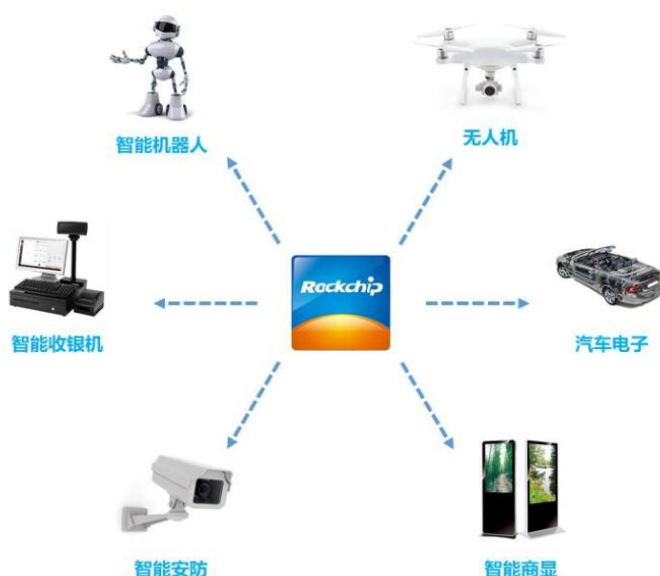 智能机器人
无人机
Rockchip
智能收银机
汽车电子
智能安防
智能商显